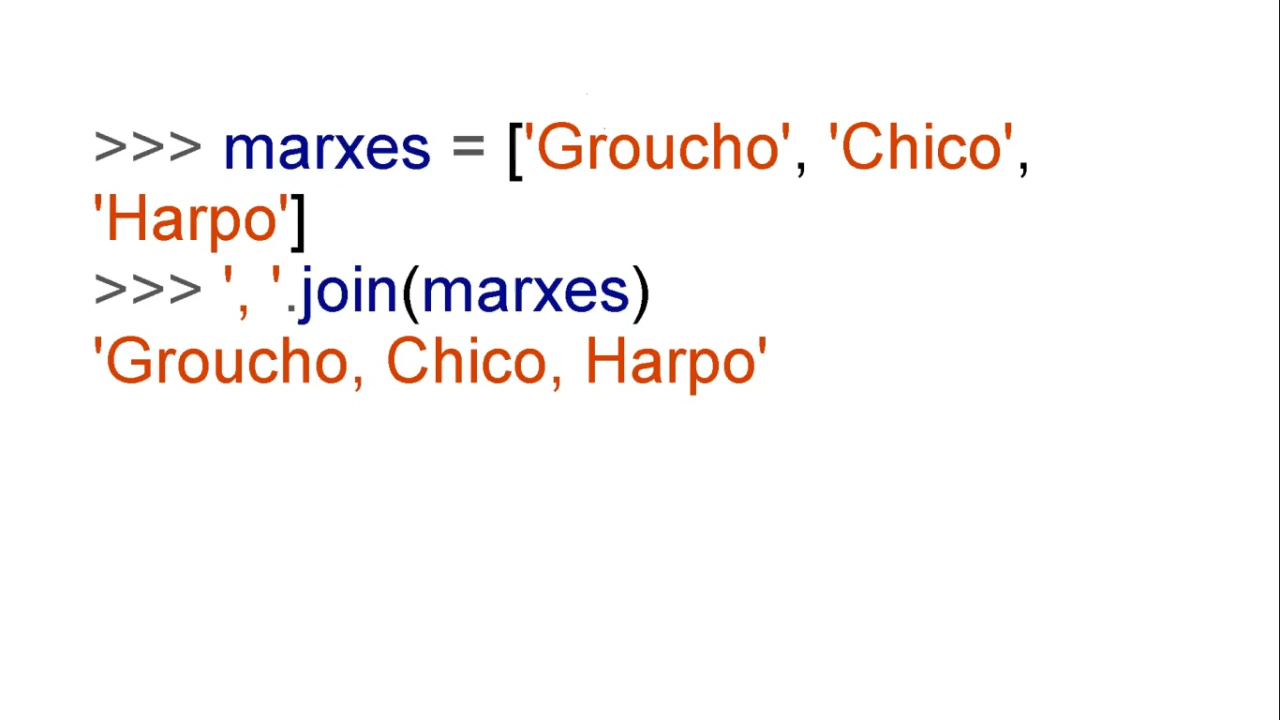 >>> marxes = ['Groucho', 'Chico',
'Harpo']
>>> ', '.join(marxes)
'Groucho, Chico, Harpo'